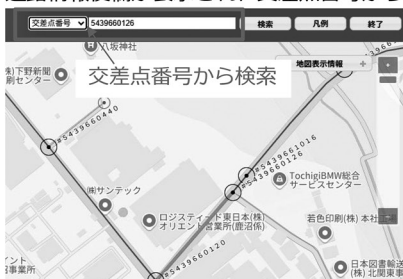 交差点番号 5439660126 検索 凡例 終了
八坂神社
地図表示情報 +
下野新聞
刷センター
交差点番号から検索
#5439660440
#5439661016
#5439660126
㈱サンテック
TochigiBMW総合
サービスセンター
ロジスティード東日本(株)
オリエント営業所(鹿沼係)
若色印刷(株) 本社工場
#5439660120
日本図書輸送
(株) 北関東
事業所